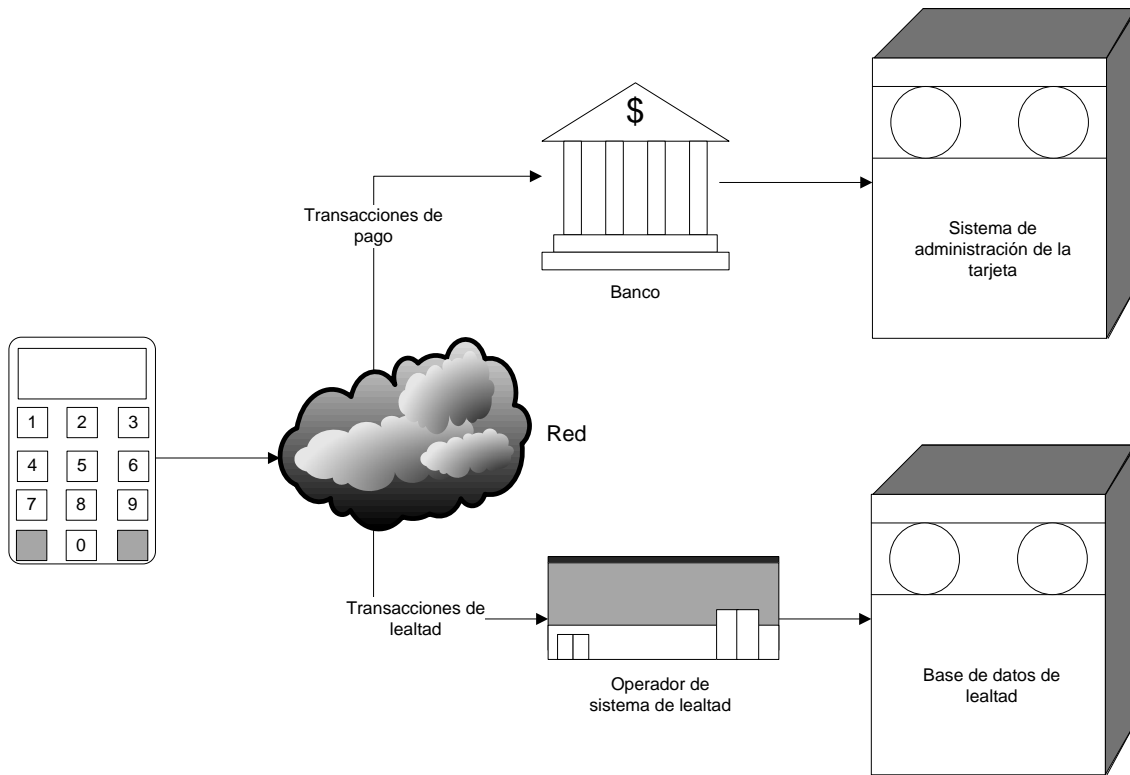 $
Transacciones de
pago
Banco
Sistema de
administración de la
tarjeta
1 2 3
4 5 6
7 8 9
0
Red
Transacciones de
lealtad
Operador de
sistema de lealtad
Base de datos de
lealtad